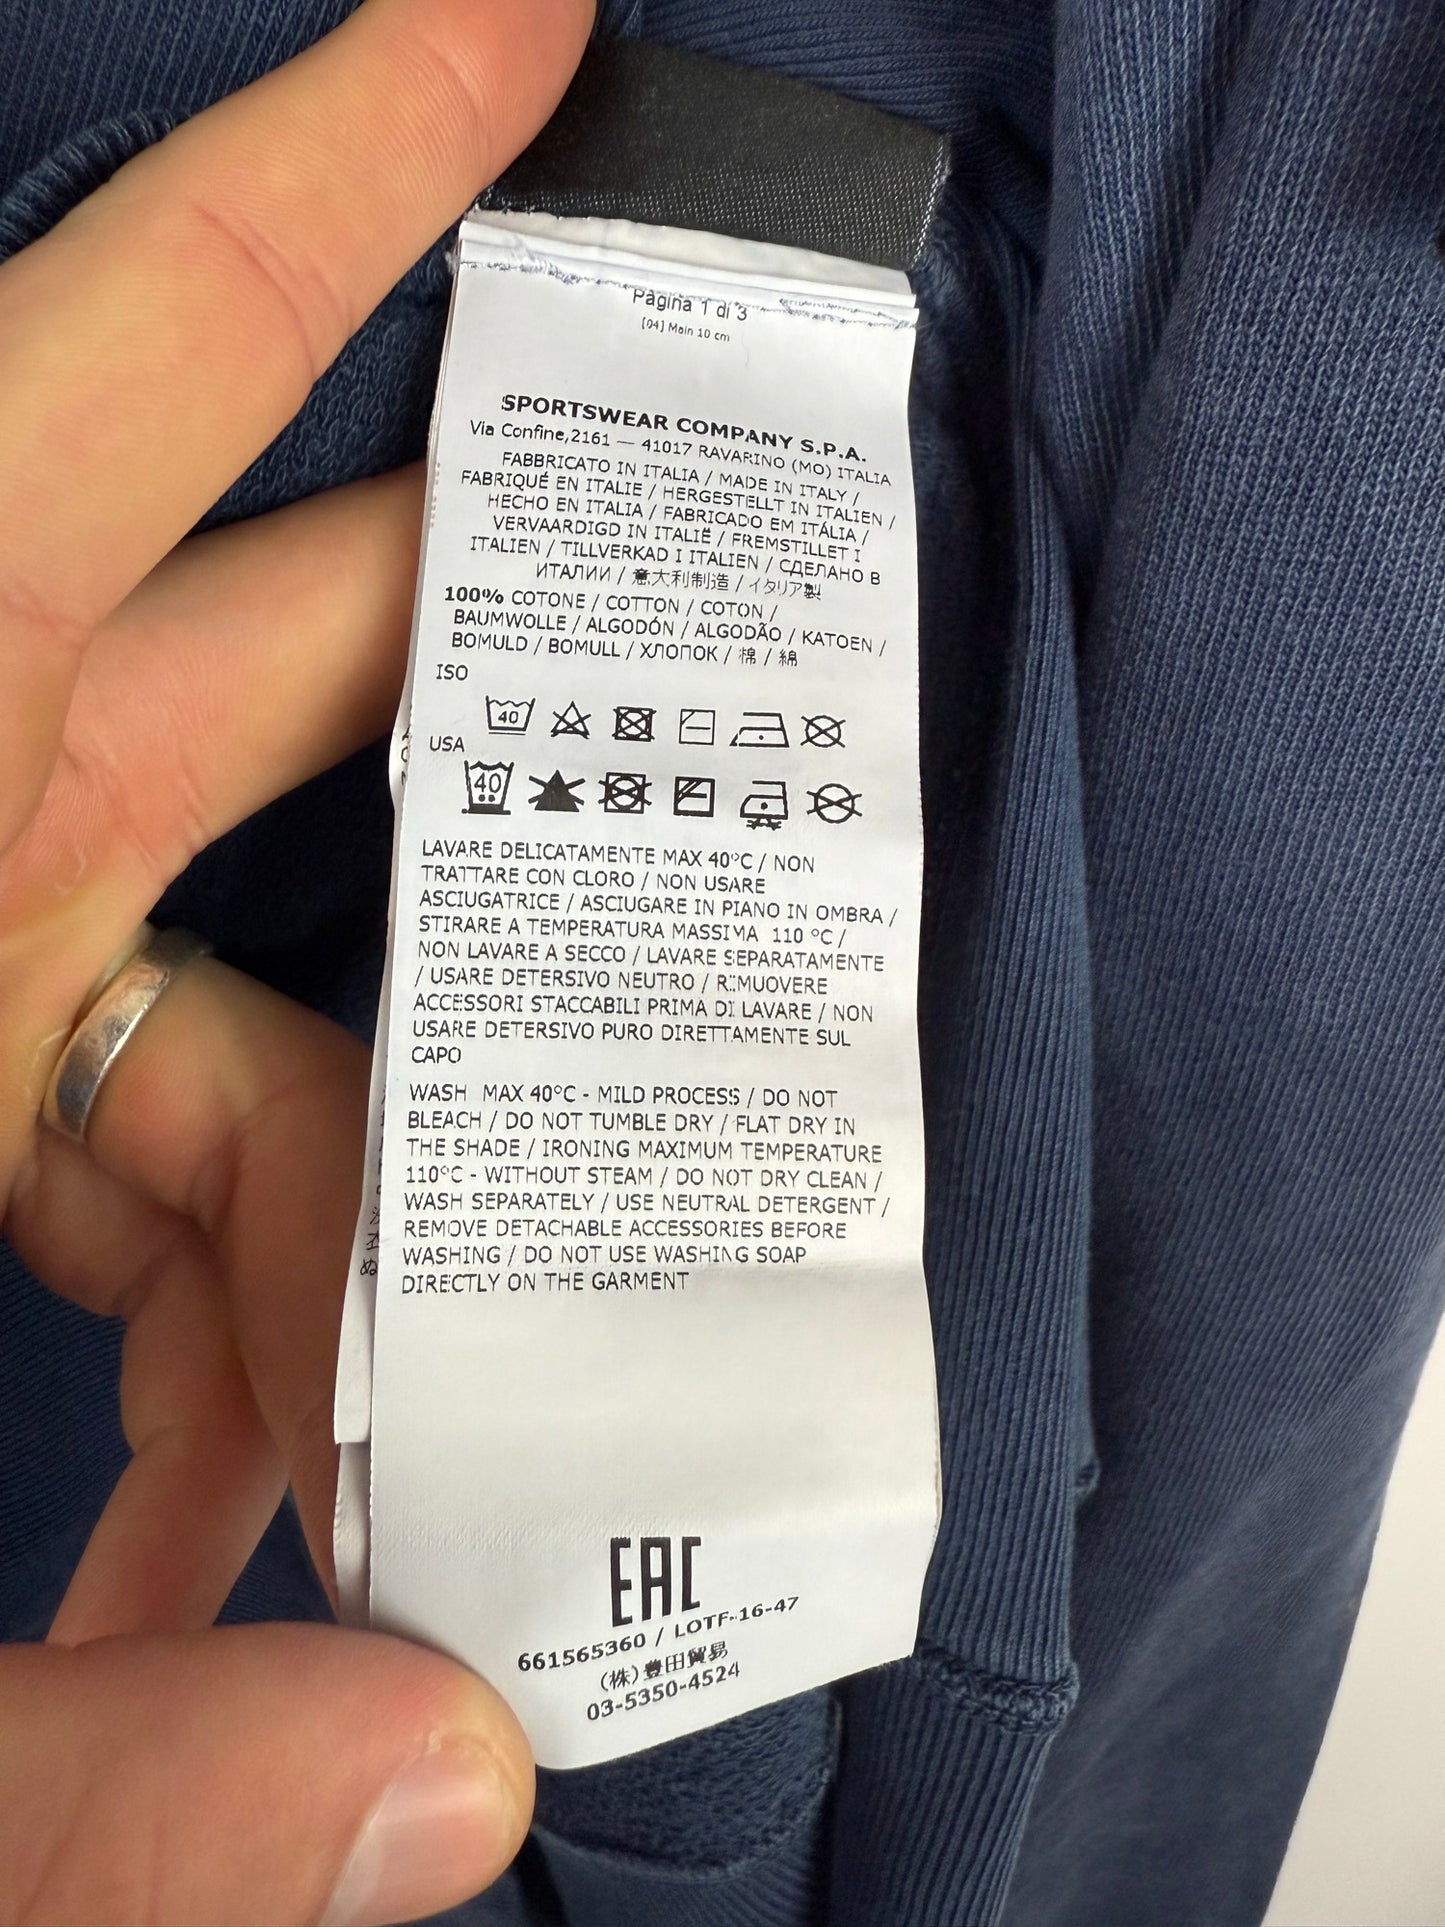 Pagina 1 di 3
[04] Main 10 cm
SPORTSWEAR COMPANY S.P.A.
Via Confine,2161 — 41017 RAVARINO (MO) ITALIA
FABBRICATO IN ITALIA / MADE IN ITALY /
FABRIQUÉ EN ITALIE / HERGESTELLT IN ITALIEN /
HECHO EN ITALIA / FABRICADO EM ITÁLIA /
VERVAARDIGD IN ITALIË / FREMSTILLET I
ITALIEN / TILLVERKAD I ITALIEN / СДЕЛАНО В
ИТАЛИИ / 意大利制造 / イタリア製
100% COTONE / COTTON / COTON /
BAUMWOLLE / ALGODÓN / ALGODÃO / KATOEN /
BOMULD / BOMULL / ХЛОПОК / 棉 / 綿
ISO
40
USA
40
LAVARE DELICATAMENTE MAX 40°C / NON
TRATTARE CON CLORO / NON USARE
ASCIUGATRICE / ASCIUGARE IN PIANO IN OMBRA /
STIRARE A TEMPERATURA MASSIMA 110 °C /
NON LAVARE A SECCO / LAVARE SEPARATAMENTE
/ USARE DETERSIVO NEUTRO / RIMUOVERE
ACCESSORI STACCABILI PRIMA DI LAVARE / NON
USARE DETERSIVO PURO DIRETTAMENTE SUL
CAPO
WASH MAX 40°C - MILD PROCESS / DO NOT
BLEACH / DO NOT TUMBLE DRY / FLAT DRY IN
THE SHADE / IRONING MAXIMUM TEMPERATURE
110°C - WITHOUT STEAM / DO NOT DRY CLEAN /
WASH SEPARATELY / USE NEUTRAL DETERGENT /
REMOVE DETACHABLE ACCESSORIES BEFORE
WASHING / DO NOT USE WASHING SOAP
DIRECTLY ON THE GARMENT
EAC
661565360 / LOTF-16-47
(株)豊田貿易
03-5350-4524